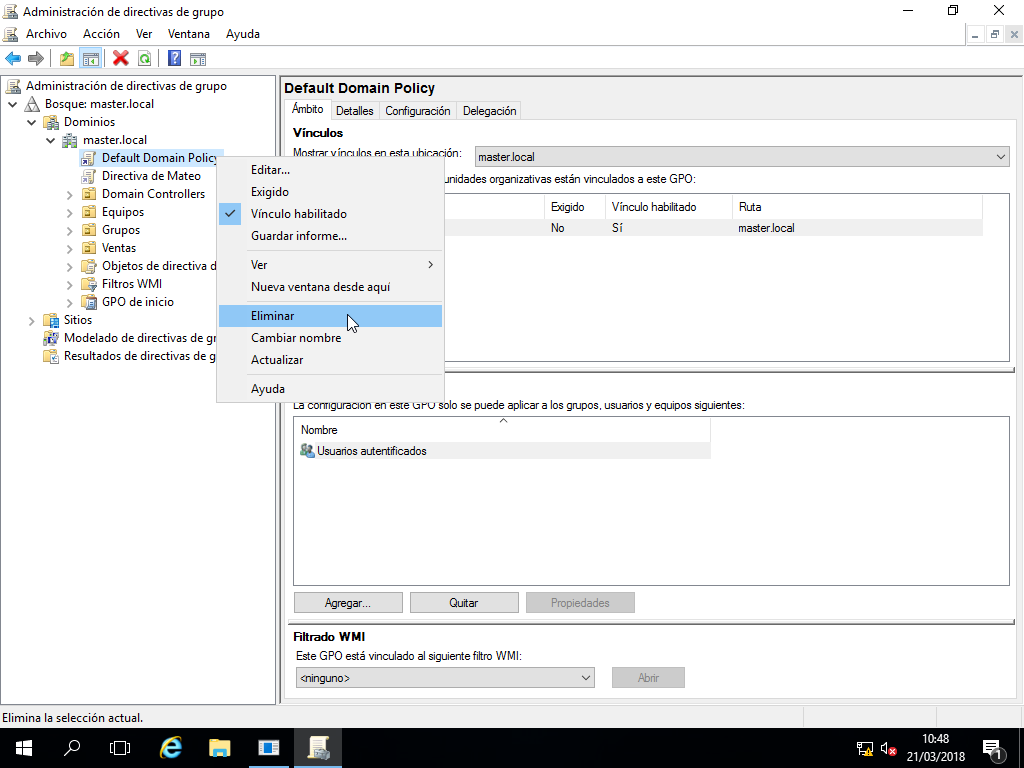 Administración de directivas de grupo
Archivo Acción Ver Ventana Ayuda
Administración de directivas de grupo
Bosque: master.local
Dominios
master.local
Default Domain Policy
Directiva de Mateo
Domain Controllers
Equipos
Grupos
Ventas
Objetos de directiva d
Filtros WMI
GPO de inicio
Sitios
Modelado de directivas de gr
Resultados de directivas de g
Editar...
Exigido
Vínculo habilitado
Guardar informe...
Ver
Nueva ventana desde aquí
Eliminar
Cambiar nombre
Actualizar
Ayuda
Default Domain Policy
Ámbito Detalles Configuración Delegación
Vínculos
Mostrar vínculos en esta ubicación: master.local
unidades organizativas están vinculados a este GPO:
Exigido Vínculo habilitado Ruta
No Sí master.local
La configuración en este GPO solo se puede aplicar a los grupos, usuarios y equipos siguientes:
Nombre
Usuarios autentificados
Agregar... Quitar Propiedades
Filtrado WMI
Este GPO está vinculado al siguiente filtro WMI:
<ninguno> Abrir
Elimina la selección actual.
10:48
21/03/2018
1